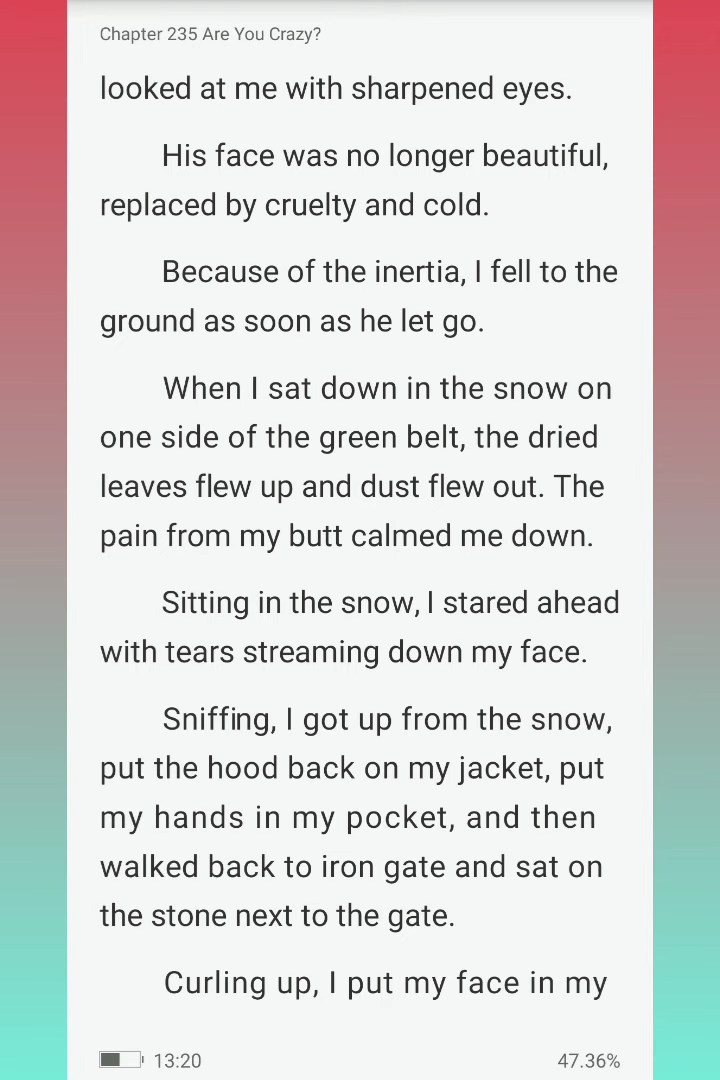 Chapter 235 Are You Crazy?
looked at me with sharpened eyes.
His face was no longer beautiful,
replaced by cruelty and cold.
Because of the inertia, I fell to the
ground as soon as he let go.
When I sat down in the snow on
one side of the green belt, the dried
leaves flew up and dust flew out. The
pain from my butt calmed me down.
Sitting in the snow, I stared ahead
with tears streaming down my face.
Sniffing, I got up from the snow,
put the hood back on my jacket, put
my hands in my pocket, and then
walked back to iron gate and sat on
the stone next to the gate.
Curling up, I put my face in my
13:20 47.36%